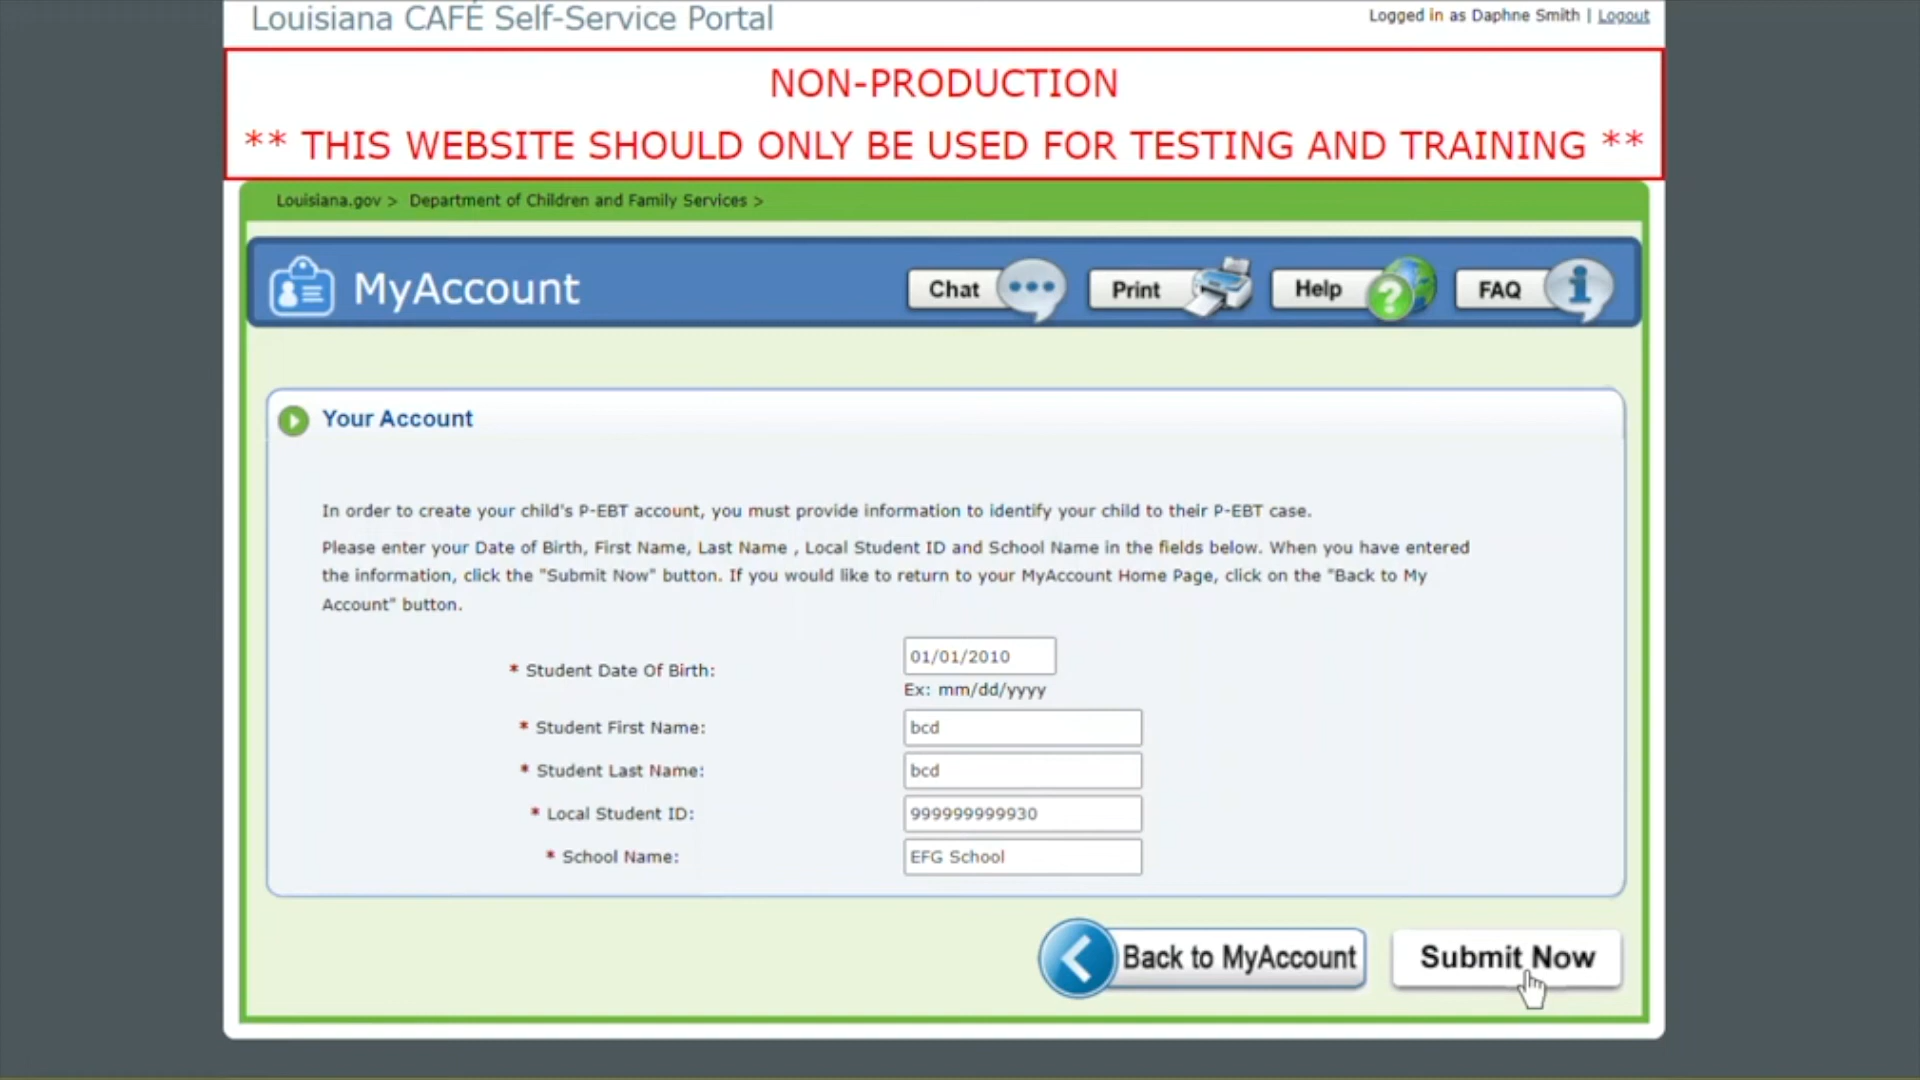 Louisiana CAFÉ Self-Service Portal
Logged in as Daphne Smith | Logout
NON-PRODUCTION
** THIS WEBSITE SHOULD ONLY BE USED FOR TESTING AND TRAINING **
Louisiana.gov > Department of Children and Family Services >
MyAccount
Chat
Print
Help
FAQ
Your Account
In order to create your child's P-EBT account, you must provide information to identify your child to their P-EBT case.
Please enter your Date of Birth, First Name, Last Name , Local Student ID and School Name in the fields below. When you have entered
the information, click the "Submit Now" button. If you would like to return to your MyAccount Home Page, click on the "Back to My
Account" button.
* Student Date Of Birth: 01/01/2010
Ex: mm/dd/yyyy
* Student First Name: bcd
* Student Last Name: bcd
* Local Student ID: 999999999930
* School Name: EFG School
Back to MyAccount
Submit Now